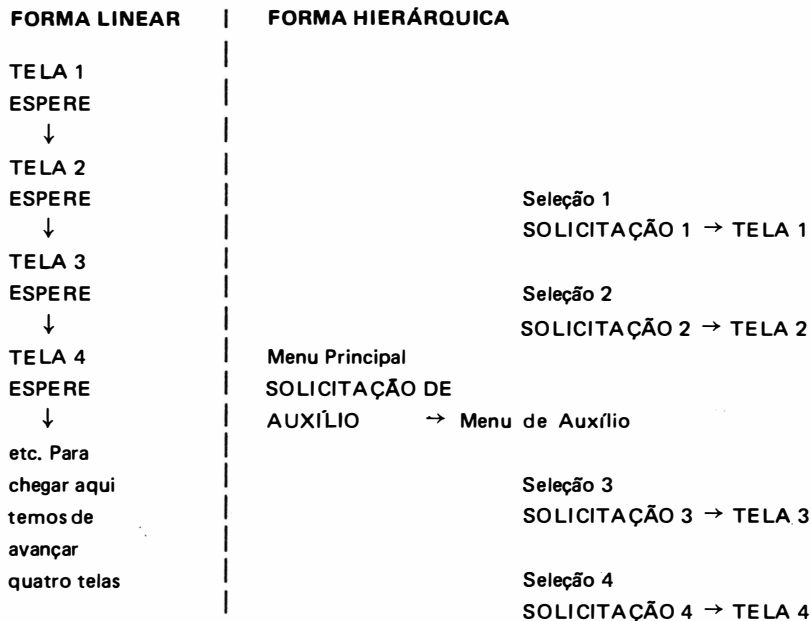 FORMA LINEAR | FORMA HIERÁRQUICA
TELA 1
ESPERE
↓
TELA 2
ESPERE
↓
TELA 3
ESPERE
↓
TELA 4
ESPERE
↓
etc. Para
chegar aqui
temos de
avançar
quatro telas
Seleção 1
SOLICITAÇÃO 1 → TELA 1
Seleção 2
SOLICITAÇÃO 2 → TELA 2
Menu Principal
SOLICITAÇÃO DE
AUXÍLIO → Menu de Auxílio
Seleção 3
SOLICITAÇÃO 3 → TELA 3
Seleção 4
SOLICITAÇÃO 4 → TELA 4